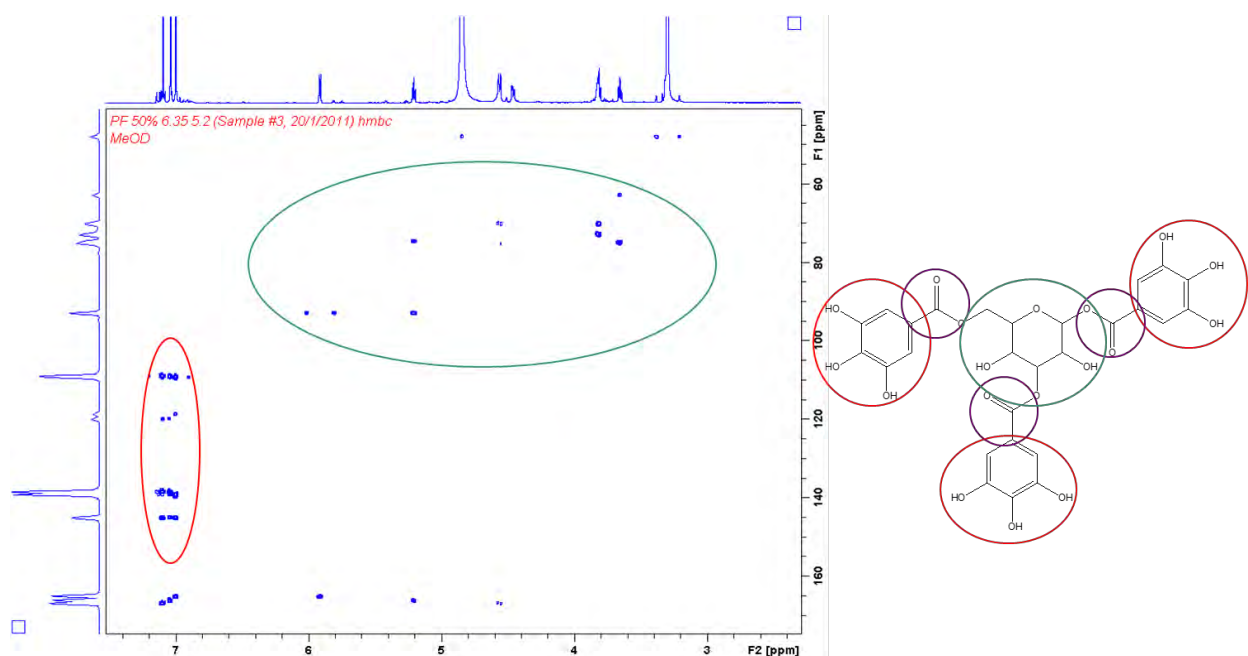 PF 50% 6.35 5.2 (Sample #3, 20/1/2011) hmbc
MeOD
F1 [ppm]
60
80
100
120
140
160
7
6
5
4
3
F2 [ppm]
OH
HO
OH
OH
O
O
O
O
O
O
HO
HO
OH
HO
OH
O
O
HO
OH
OH